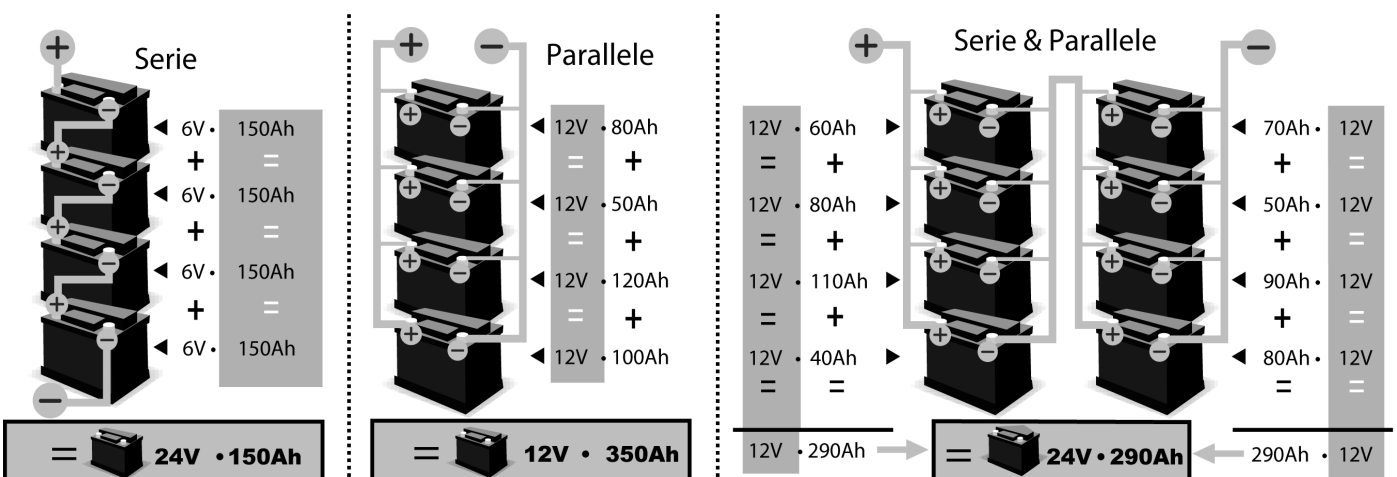 Serie
+
6V • 150Ah
+ =
6V • 150Ah
+ =
6V • 150Ah
+ =
6V • 150Ah
−
= 24V • 150Ah
+ − Parallele
12V • 80Ah
= +
12V • 50Ah
= +
12V • 120Ah
= +
12V • 100Ah
= 12V • 350Ah
+ Serie & Parallele −
12V • 60Ah
= +
12V • 80Ah
= +
12V • 110Ah
= +
12V • 40Ah
= =
12V • 290Ah
70Ah • 12V
+ =
50Ah • 12V
+ =
90Ah • 12V
+ =
80Ah • 12V
= =
290Ah • 12V
= 24V • 290Ah